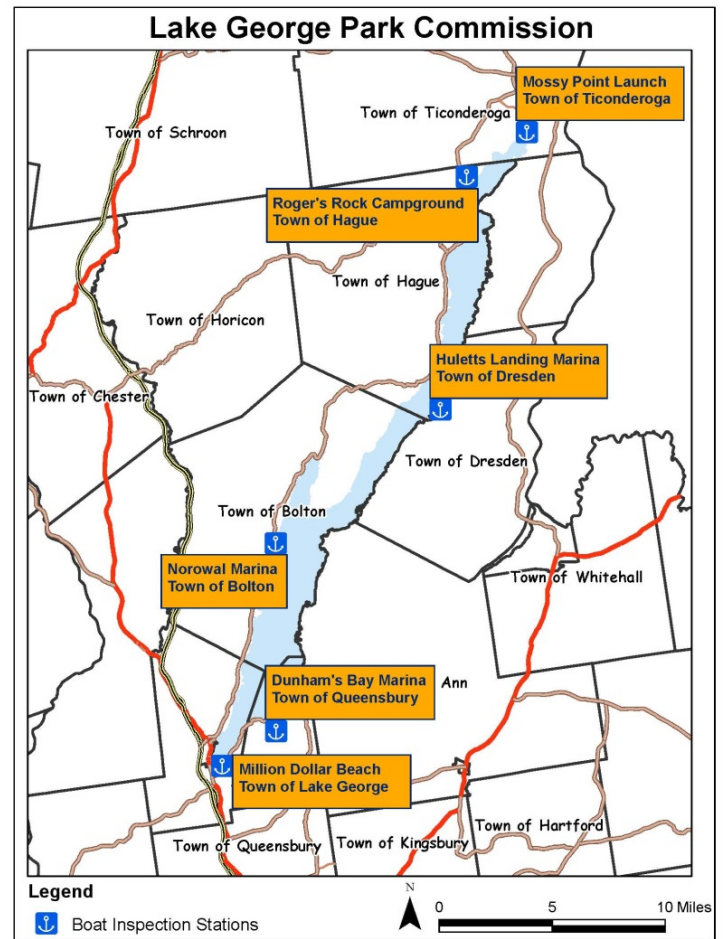 Lake George Park Commission
Mossy Point Launch
Town of Ticonderoga
Town of Ticonderoga
Town of Schroon
Roger's Rock Campground
Town of Hague
Town of Hague
Town of Horicon
Huletts Landing Marina
Town of Dresden
Town of Chester
Town of Dresden
Town of Bolton
Norowal Marina
Town of Bolton
Town of Whitehall
Dunham's Bay Marina
Town of Queensbury
Ann
Million Dollar Beach
Town of Lake George
Town of Hartford
Town of Queensbury
Town of Kingsbury
Legend
Boat Inspection Stations
N
0 5 10 Miles